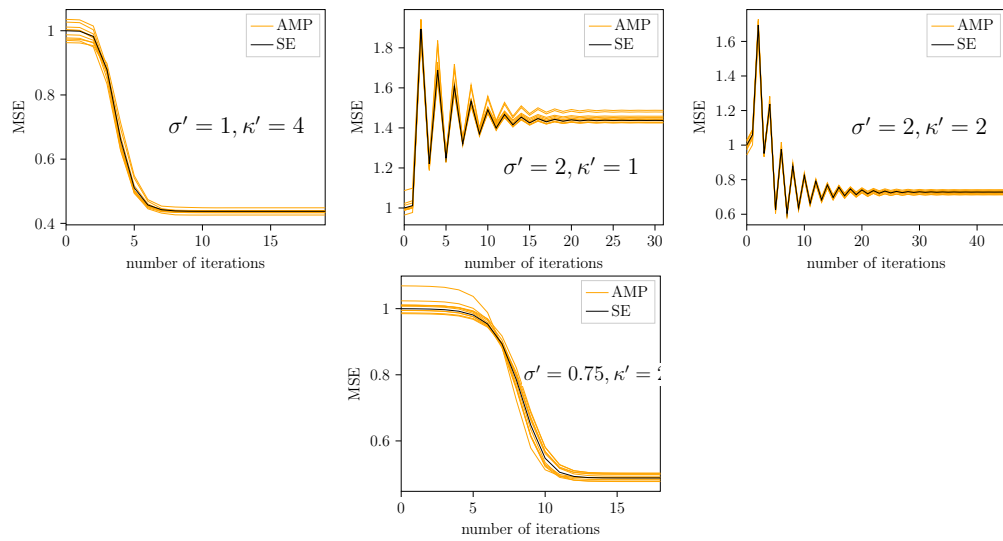 AMP
SE
MSE
1
0.8
0.6
0.4
0
5
10
15
number of iterations
σ′ = 1, κ′ = 4
AMP
SE
MSE
1.8
1.6
1.4
1.2
1
0
5
10
15
20
25
30
number of iterations
σ′ = 2, κ′ = 1
AMP
SE
MSE
1.6
1.4
1.2
1
0.8
0.6
0
10
20
30
40
number of iterations
σ′ = 2, κ′ = 2
AMP
SE
MSE
1
0.8
0.6
0
5
10
15
number of iterations
σ′ = 0.75, κ′ =